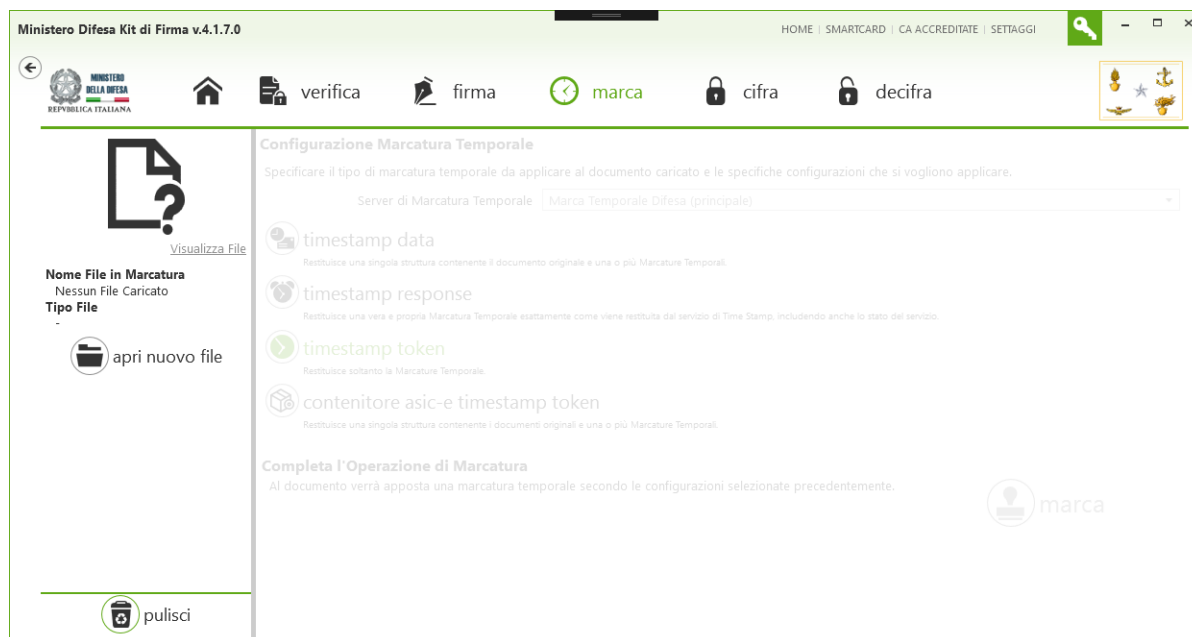 Ministero Difesa Kit di Firma v.4.1.7.0
HOME | SMARTCARD | CA ACCREDITATE | SETTAGGI
MINISTERO
DELLA DIFESA
REPVBBLICA ITALIANA
verifica
firma
marca
cifra
decifra
Visualizza File
Nome File in Marcatura
Nessun File Caricato
Tipo File
-
apri nuovo file
pulisci
Configurazione Marcatura Temporale
Specificare il tipo di marcatura temporale da applicare al documento caricato e le specifiche configurazioni che si vogliono applicare.
Server di Marcatura Temporale Marca Temporale Difesa (principale)
timestamp data
Restituisce una singola struttura contenente il documento originale e una o più Marcature Temporali.
timestamp response
Restituisce una vera e propria Marcatura Temporale esattamente come viene restituita dal servizio di Time Stamp, includendo anche lo stato del servizio.
timestamp token
Restituisce soltanto la Marcature Temporale.
contenitore asic-e timestamp token
Restituisce una singola struttura contenente i documenti originali e una o più Marcature Temporali.
Completa l'Operazione di Marcatura
Al documento verrà apposta una marcatura temporale secondo le configurazioni selezionate precedentemente.
marca